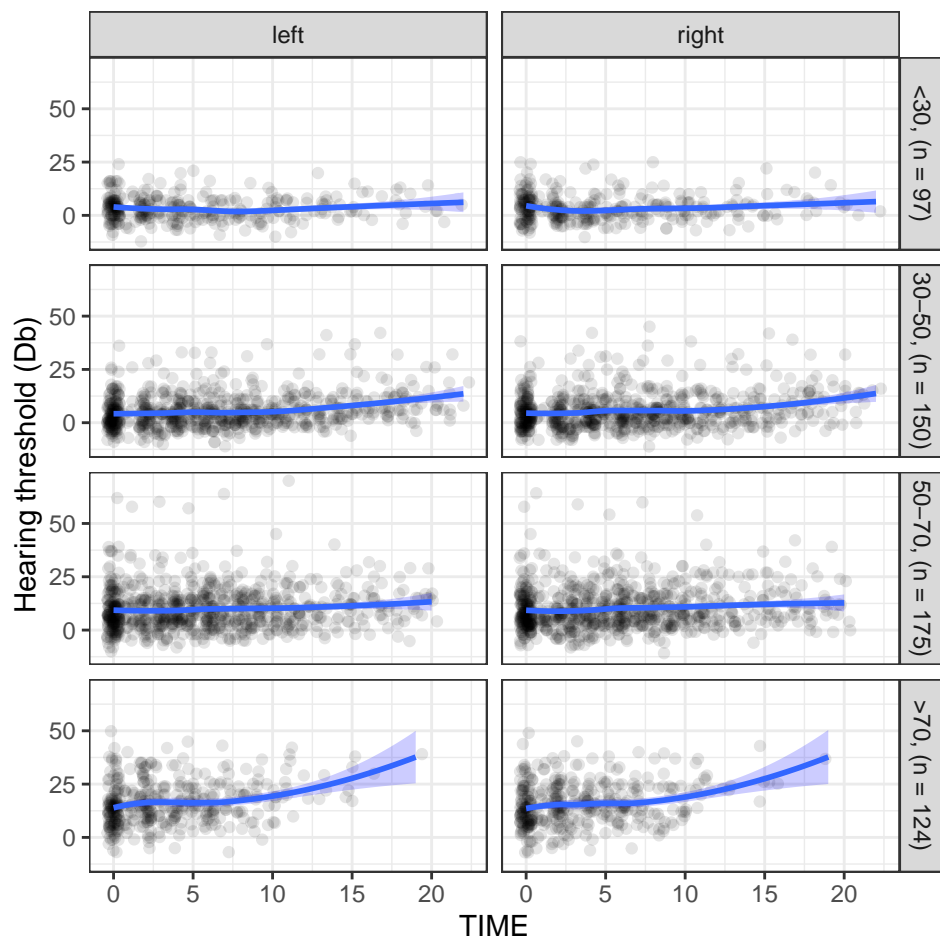 left right
50
25
0
<30, (n = 97)
50
25
0
30−50, (n = 150)
50
25
0
50−70, (n = 175)
50
25
0
>70, (n = 124)
Hearing threshold (Db)
0 5 10 15 20 0 5 10 15 20
TIME